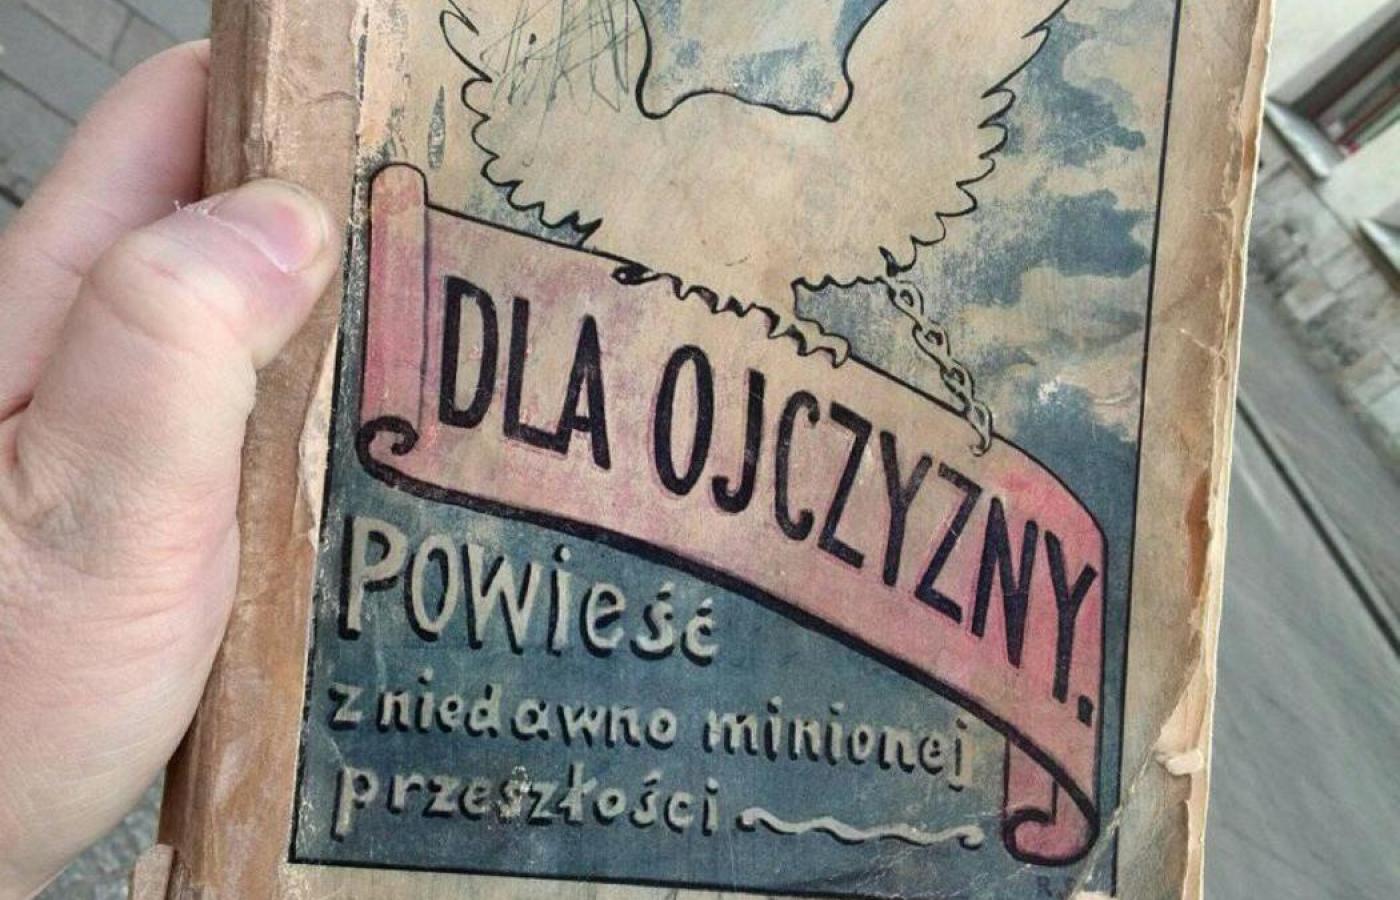 DLA OJCZYZNY.
Powieść
z niedawno minionej
przeszłości